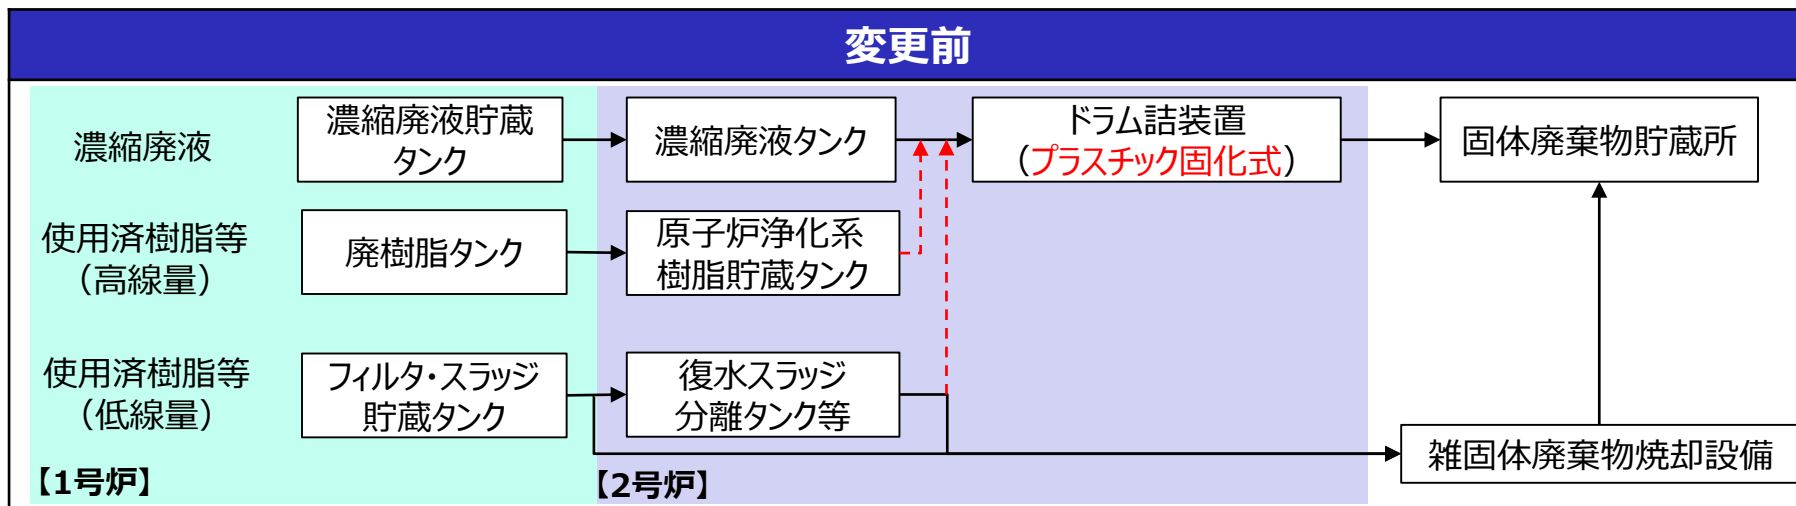 変更前
濃縮廃液
濃縮廃液貯蔵
タンク
濃縮廃液タンク
ドラム詰装置
（プラスチック固化式）
固体廃棄物貯蔵所
使用済樹脂等
（高線量）
廃樹脂タンク
原子炉浄化系
樹脂貯蔵タンク
使用済樹脂等
（低線量）
フィルタ・スラッジ
貯蔵タンク
復水スラッジ
分離タンク等
雑固体廃棄物焼却設備
【1号炉】
【2号炉】